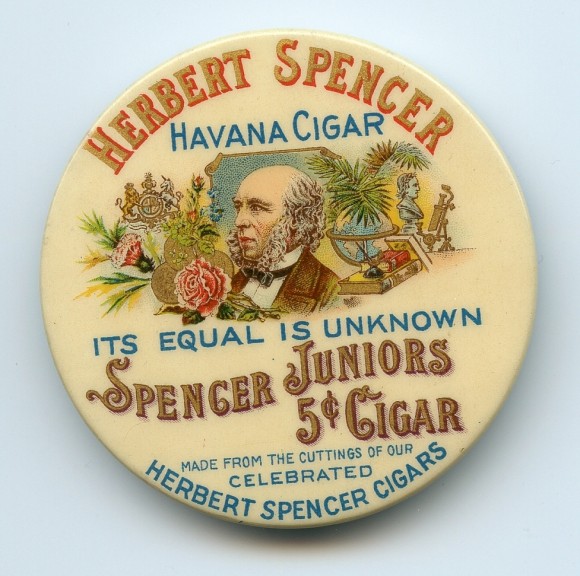 HERBERT SPENCER
HAVANA CIGAR
ITS EQUAL IS UNKNOWN
SPENCER JUNIORS
5¢ CIGAR
MADE FROM THE CUTTINGS OF OUR
CELEBRATED
HERBERT SPENCER CIGARS